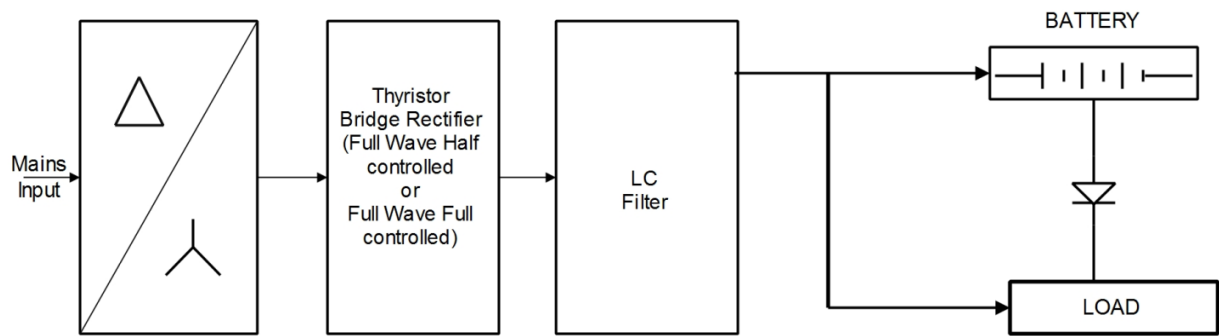 Mains
Input
Thyristor
Bridge Rectifier
(Full Wave Half
controlled
or
Full Wave Full
controlled)
LC
Filter
BATTERY
LOAD